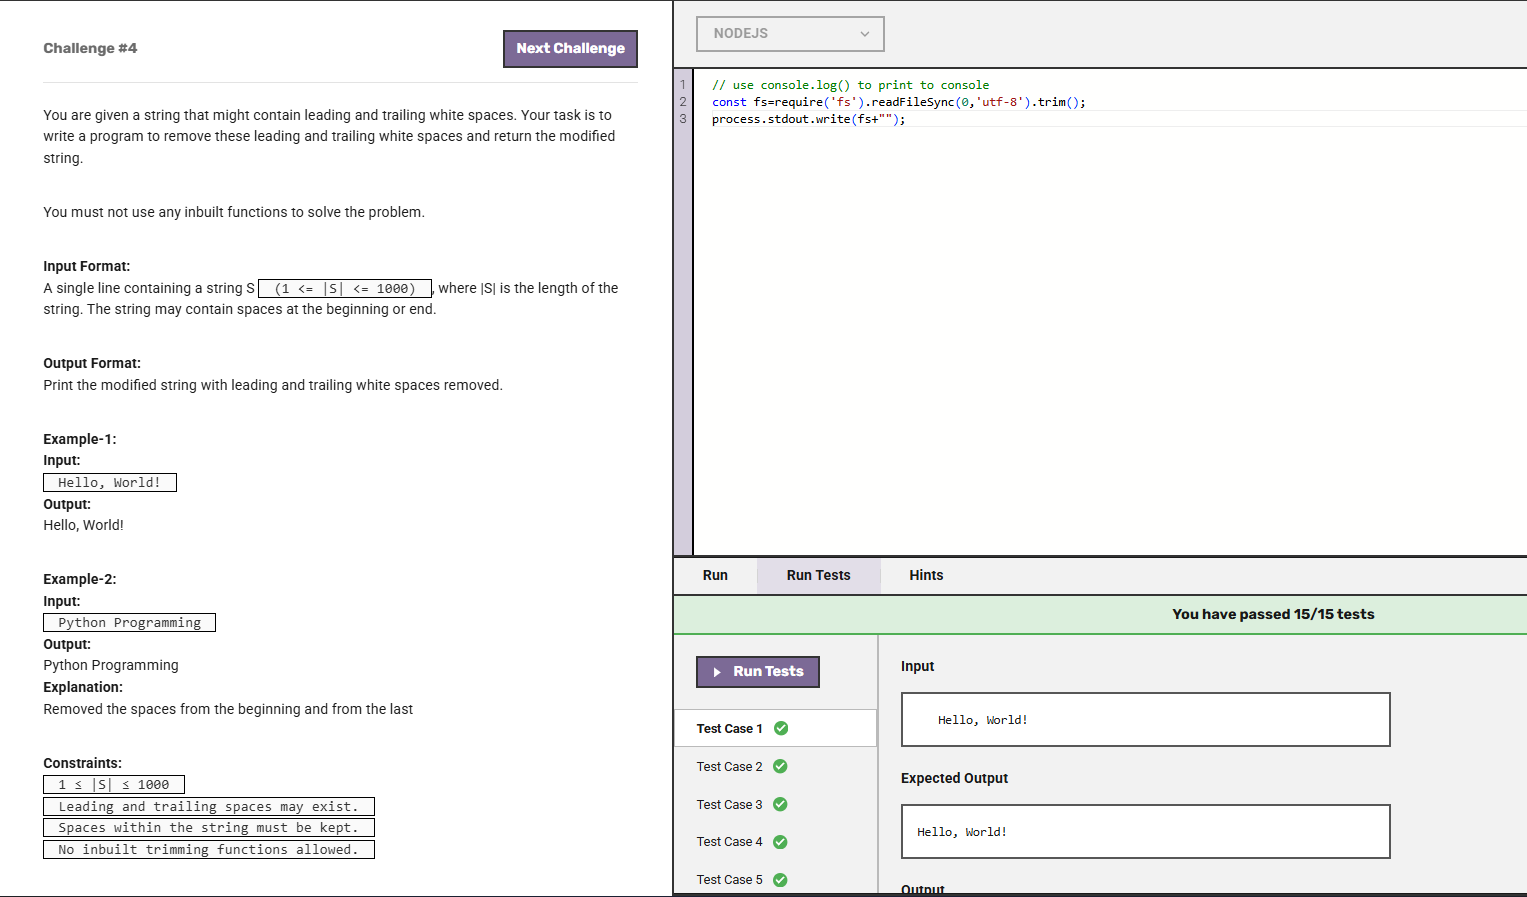 Challenge #4
Next Challenge
You are given a string that might contain leading and trailing white spaces. Your task is to
write a program to remove these leading and trailing white spaces and return the modified
string.
You must not use any inbuilt functions to solve the problem.
Input Format:
A single line containing a string S (1 <= |S| <= 1000) , where |S| is the length of the
string. The string may contain spaces at the beginning or end.
Output Format:
Print the modified string with leading and trailing white spaces removed.
Example-1:
Input:
Hello, World!
Output:
Hello, World!
Example-2:
Input:
Python Programming
Output:
Python Programming
Explanation:
Removed the spaces from the beginning and from the last
Constraints:
1 ≤ |S| ≤ 1000
Leading and trailing spaces may exist.
Spaces within the string must be kept.
No inbuilt trimming functions allowed.
NODEJS
1 // use console.log() to print to console
2 const fs=require('fs').readFileSync(0,'utf-8').trim();
3 process.stdout.write(fs+"");
Run
Run Tests
Hints
You have passed 15/15 tests
Run Tests
Test Case 1
Test Case 2
Test Case 3
Test Case 4
Test Case 5
Input
Hello, World!
Expected Output
Hello, World!
Output